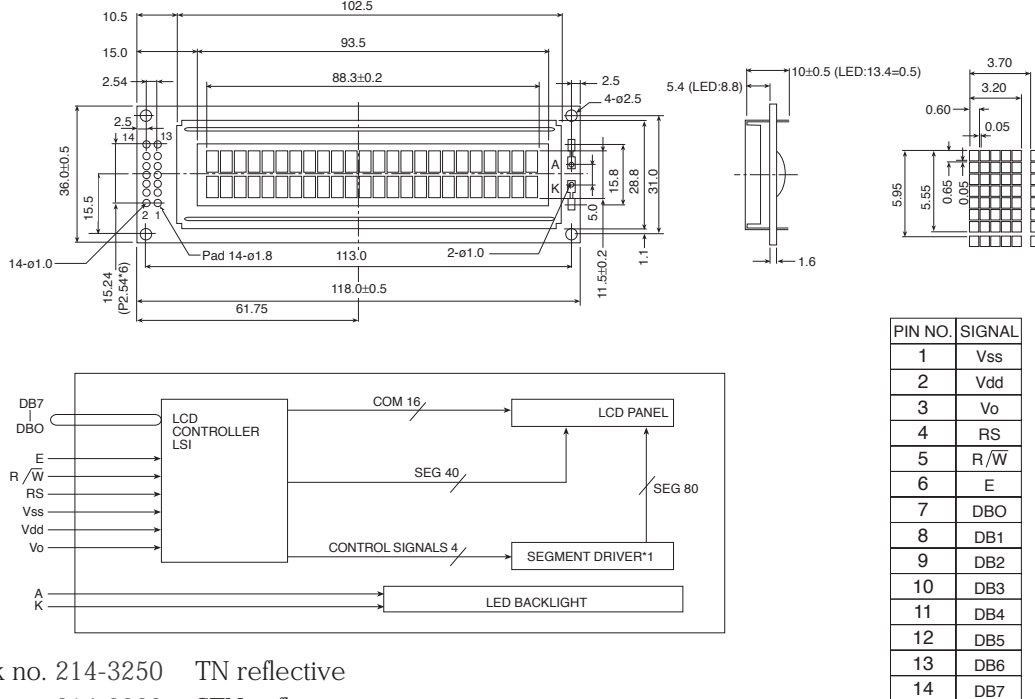 102.5
10.5
93.5
15.0
88.3±0.2
2.54
2.5
4-ø2.5
2.5
14
13
36.0±0.5
15.5
2
1
A
K
5.0
15.8
28.8
31.0
14-ø1.0
Pad 14-ø1.8
113.0
2-ø1.0
11.5±0.2
1.1
15.24
(P2.54*6)
118.0±0.5
61.75
10±0.5 (LED:13.4=0.5)
5.4 (LED:8.8)
1.6
3.70
3.20
0.60
0.05
5.95
5.55
0.65
0.05
DB7
DBO
E
R/W
RS
Vss
Vdd
Vo
A
K
LCD
CONTROLLER
LSI
COM 16
LCD PANEL
SEG 40
SEG 80
CONTROL SIGNALS 4
SEGMENT DRIVER*1
LED BACKLIGHT
PIN NO. SIGNAL
1 Vss
2 Vdd
3 Vo
4 RS
5 R/W
6 E
7 DBO
8 DB1
9 DB2
10 DB3
11 DB4
12 DB5
13 DB6
14 DB7
no. 214-3250 TN reflective